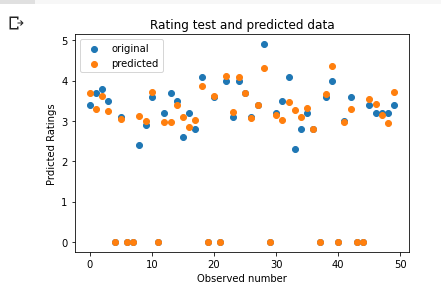 Rating test and predicted data
original
predicted
Prdicted Ratings
5
4
3
2
1
0
0 10 20 30 40 50
Observed number